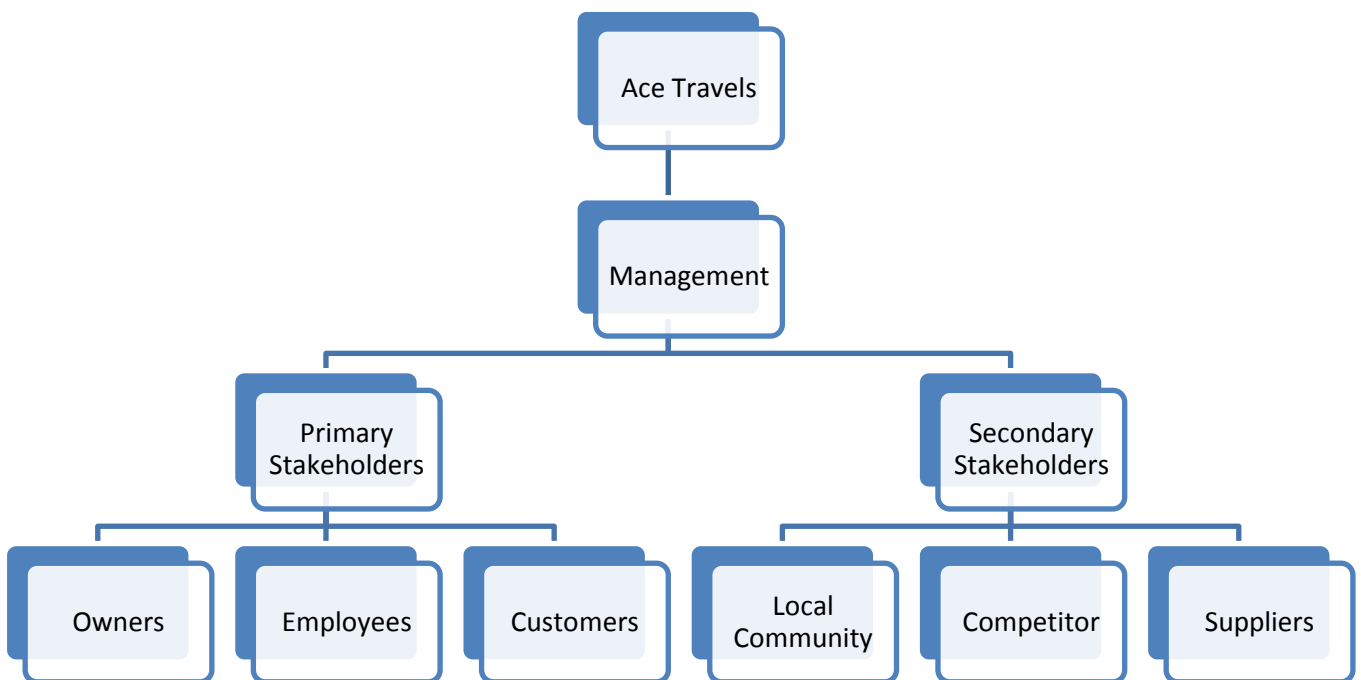 Ace Travels
Management
Primary
Stakeholders
Secondary
Stakeholders
Owners
Employees
Customers
Local
Community
Competitor
Suppliers